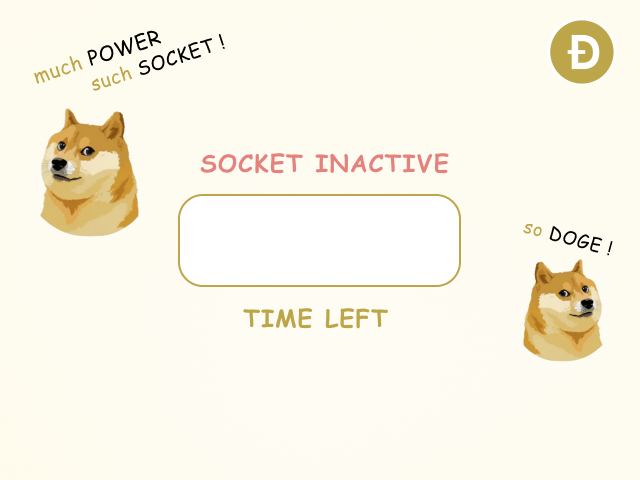 much POWER
such SOCKET !
SOCKET INACTIVE
so DOGE !
TIME LEFT